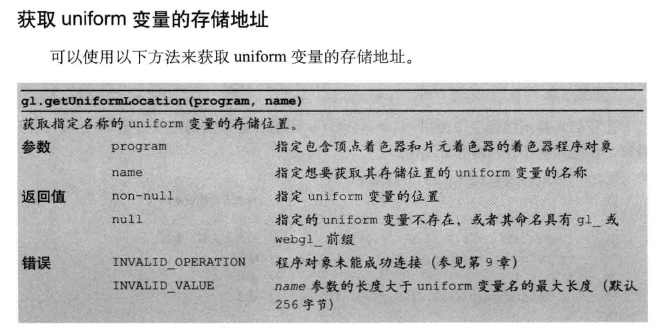 获取 uniform 变量的存储地址
可以使用以下方法来获取 uniform 变量的存储地址。
gl.getUniformLocation(program, name)
获取指定名称的 uniform 变量的存储位置。
参数 program 指定包含顶点着色器和片元着色器的着色器程序对象
name 指定想要获取其存储位置的 uniform 变量的名称
返回值 non-null 指定 uniform 变量的位置
null 指定的 uniform 变量不存在，或者其命名具有 gl_ 或
webgl_ 前缀
错误 INVALID_OPERATION 程序对象未能成功连接（参见第 9 章）
INVALID_VALUE name 参数的长度大于 uniform 变量名的最大长度（默认
256 字节）